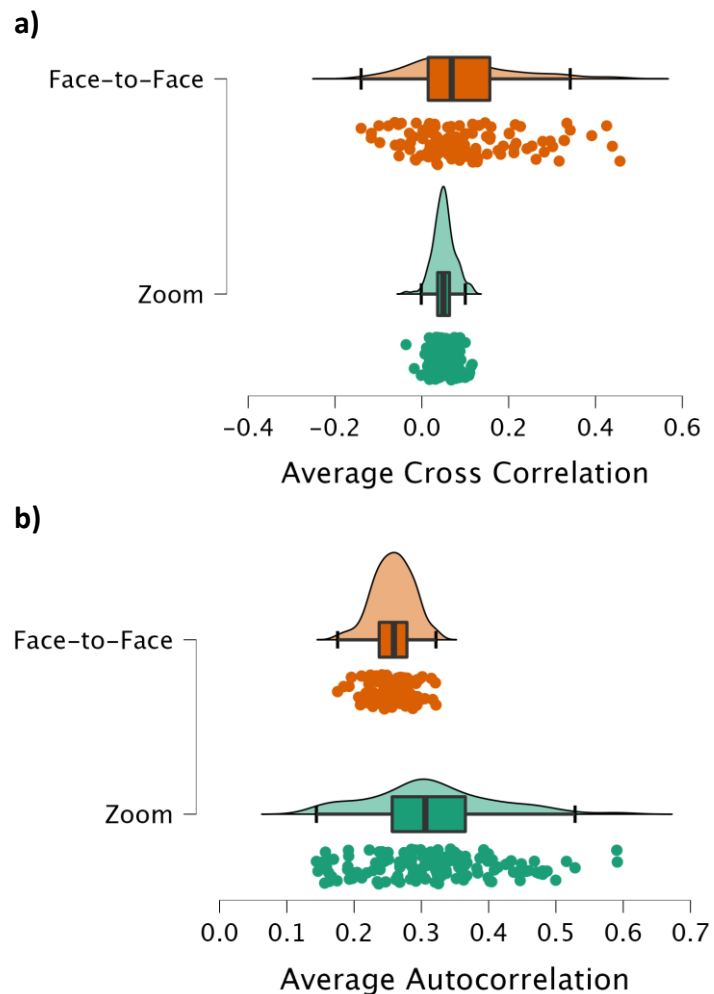 a)
Face-to-Face
Zoom
-0.4 -0.2 0.0 0.2 0.4 0.6
Average Cross Correlation
b)
Face-to-Face
Zoom
0.0 0.1 0.2 0.3 0.4 0.5 0.6 0.7
Average Autocorrelation